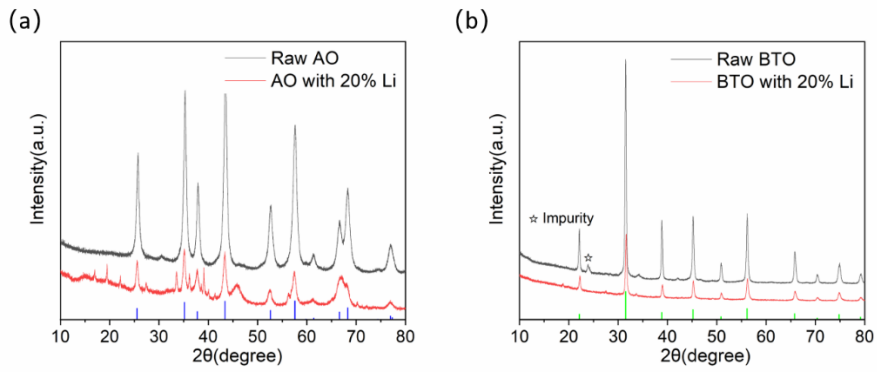 (a)
Raw AO
AO with 20% Li
Intensity(a.u.)
10 20 30 40 50 60 70 80
2θ(degree)
(b)
Raw BTO
BTO with 20% Li
☆ Impurity
☆
Intensity(a.u.)
10 20 30 40 50 60 70 80
2θ(degree)